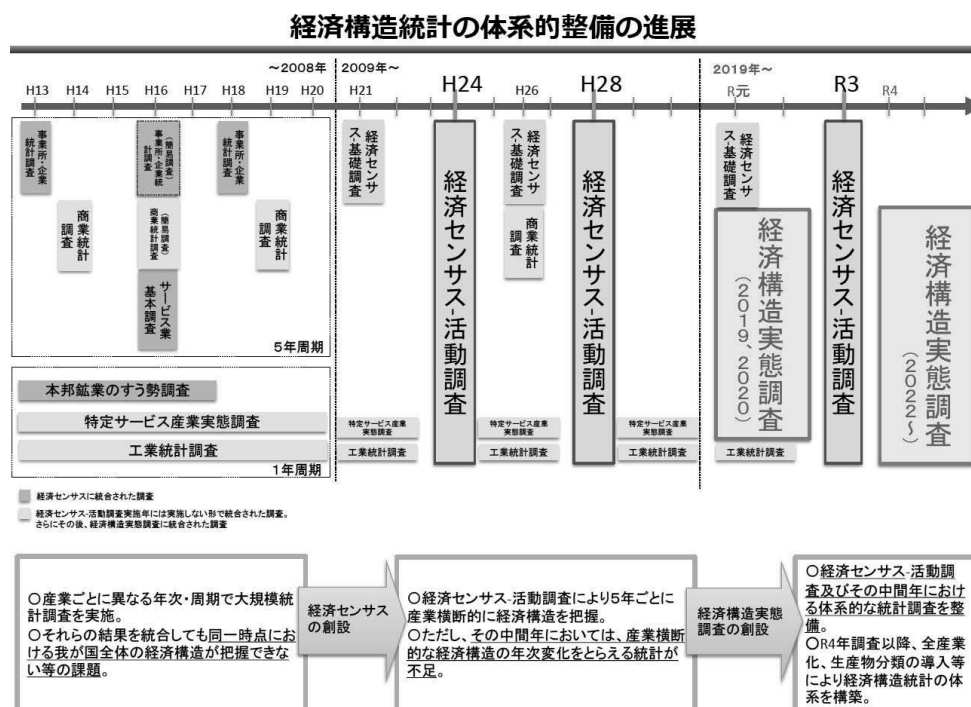 経済構造統計の体系的整備の進展
～2008年
2009年～
2019年～
H13
H14
H15
H16
H17
H18
H19
H20
H21
H24
H26
H28
R元
R3
R4
事業所・企業
統計調査
(簡易調査)
事業所・企業統
計調査
事業所・企業
統計調査
商業統計
調査
(簡易調査)
商業統計調査
商業統計
調査
サービス業
基本調査
5年周期
本邦鉱業のすう勢調査
特定サービス産業実態調査
工業統計調査
1年周期
経済センサ
ス-基礎調査
特定サービス産業
実態調査
工業統計調査
経済センサス-活動調査
経済センサ
ス-基礎調査
商業統計
調査
特定サービス産業
実態調査
工業統計調査
経済センサス-活動調査
特定サービス産業
実態調査
工業統計調査
経済センサ
ス-基礎調査
経済構造実態調査
(2019、2020)
工業統計調査
経済センサス-活動調査
経済構造実態調査
(2022～)
経済センサスに統合された調査
経済センサス-活動調査実施年には実施しない形で統合された調査。
さらにその後、経済構造実態調査に統合された調査
○産業ごとに異なる年次・周期で大規模統
計調査を実施。
○それらの結果を統合しても同一時点にお
ける我が国全体の経済構造が把握できな
い等の課題。
経済センサス
の創設
○経済センサス-活動調査により5年ごとに
産業横断的に経済構造を把握。
○ただし、その中間年においては、産業横断
的な経済構造の年次変化をとらえる統計が
不足。
経済構造実態
調査の創設
○経済センサス-活動調
査及びその中間年におけ
る体系的な統計調査を整
備。
○R4年調査以降、全産業
化、生産物分類の導入等
により経済構造統計の体
系を構築。